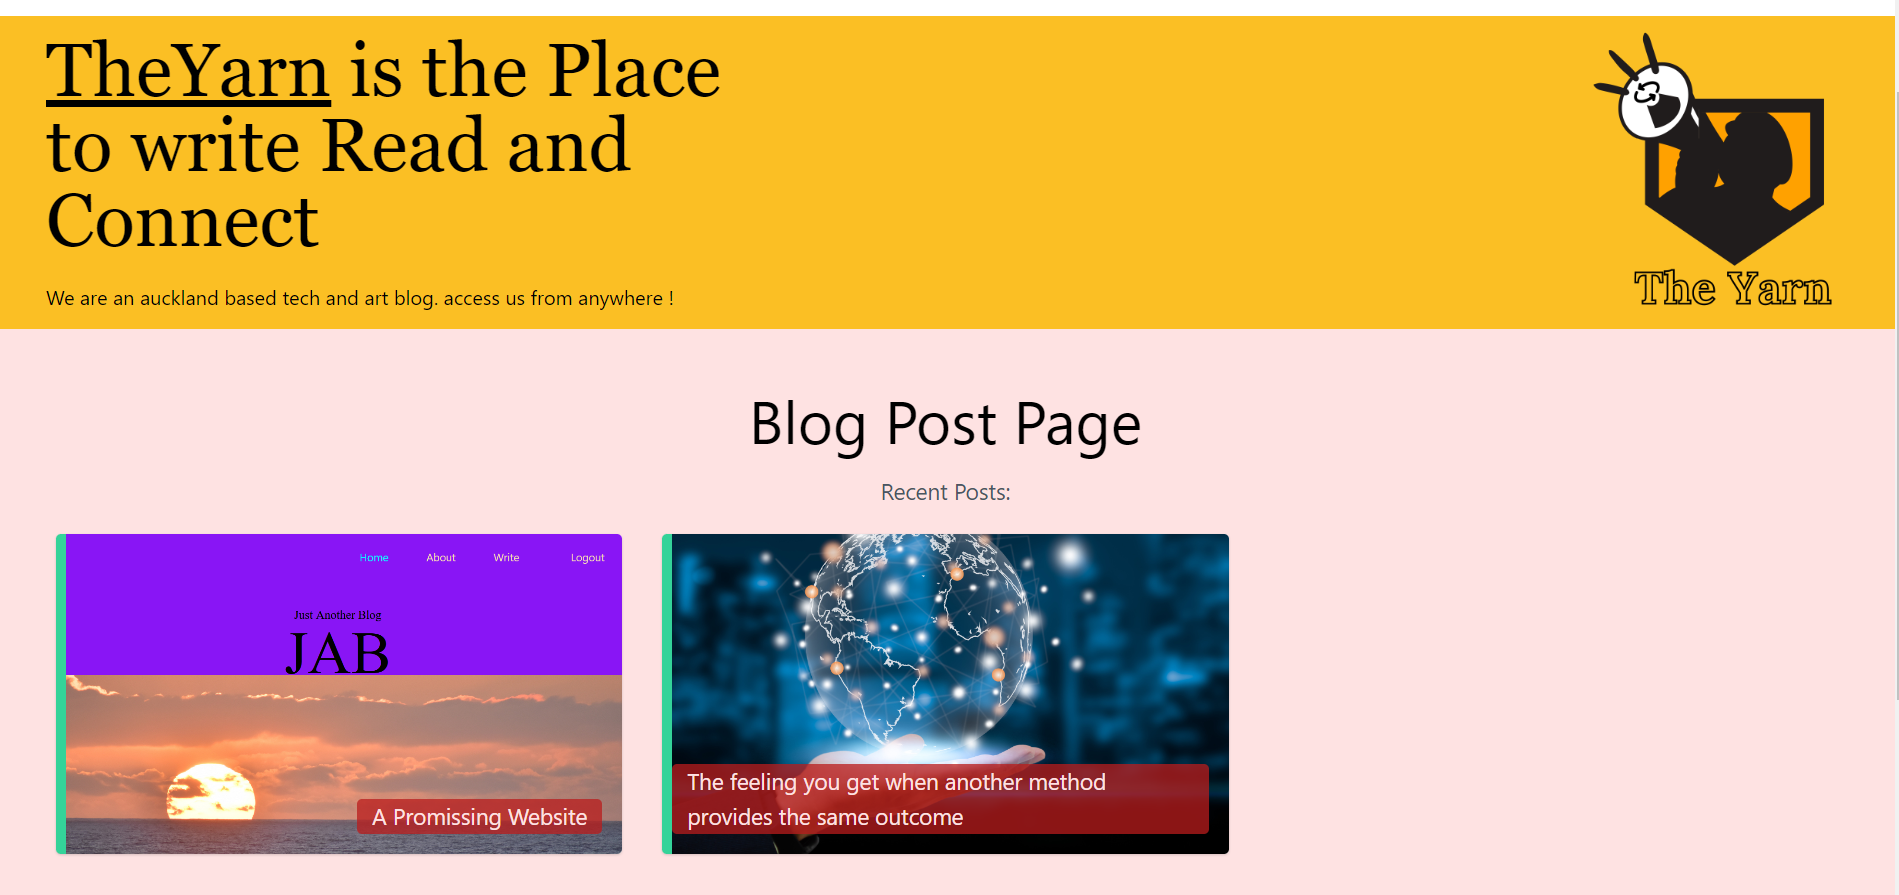 TheYarn is the Place
to write Read and
Connect
We are an auckland based tech and art blog. access us from anywhere !
The Yarn
Blog Post Page
Recent Posts:
Home About Write Logout
Just Another Blog
JAB
A Promissing Website
The feeling you get when another method
provides the same outcome